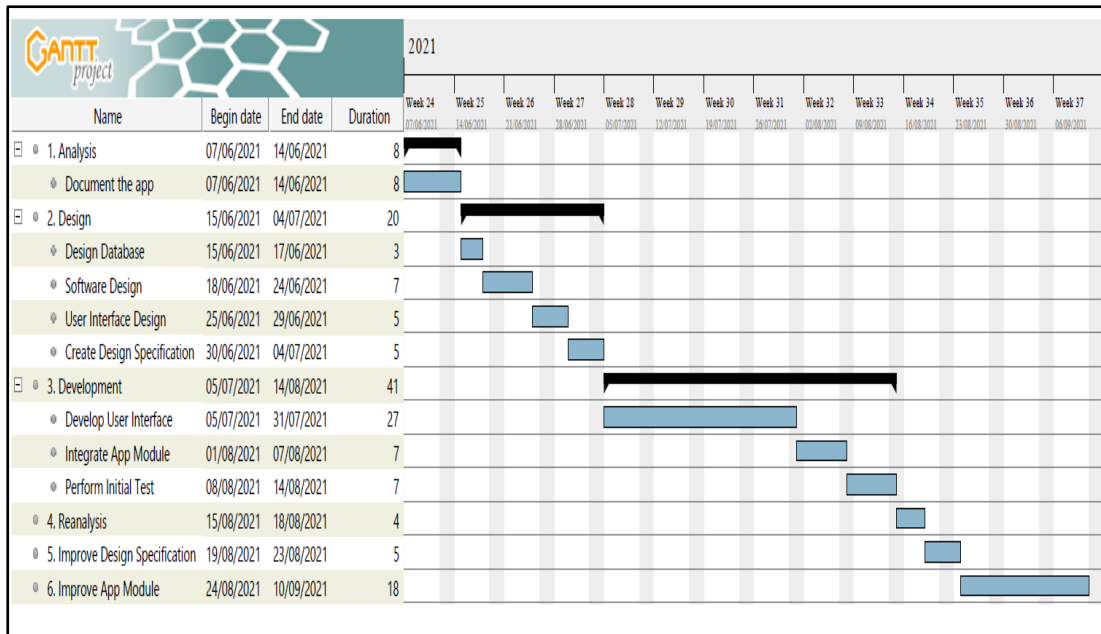 GANTT
project
2021
Week 24 Week 25 Week 26 Week 27 Week 28 Week 29 Week 30 Week 31 Week 32 Week 33 Week 34 Week 35 Week 36 Week 37
07/06/2021 14/06/2021 21/06/2021 28/06/2021 05/07/2021 12/07/2021 19/07/2021 26/07/2021 02/08/2021 09/08/2021 16/08/2021 23/08/2021 30/08/2021 06/09/2021
Name Begin date End date Duration
1. Analysis 07/06/2021 14/06/2021 8
Document the app 07/06/2021 14/06/2021 8
2. Design 15/06/2021 04/07/2021 20
Design Database 15/06/2021 17/06/2021 3
Software Design 18/06/2021 24/06/2021 7
User Interface Design 25/06/2021 29/06/2021 5
Create Design Specification 30/06/2021 04/07/2021 5
3. Development 05/07/2021 14/08/2021 41
Develop User Interface 05/07/2021 31/07/2021 27
Integrate App Module 01/08/2021 07/08/2021 7
Perform Initial Test 08/08/2021 14/08/2021 7
4. Reanalysis 15/08/2021 18/08/2021 4
5. Improve Design Specification 19/08/2021 23/08/2021 5
6. Improve App Module 24/08/2021 10/09/2021 18